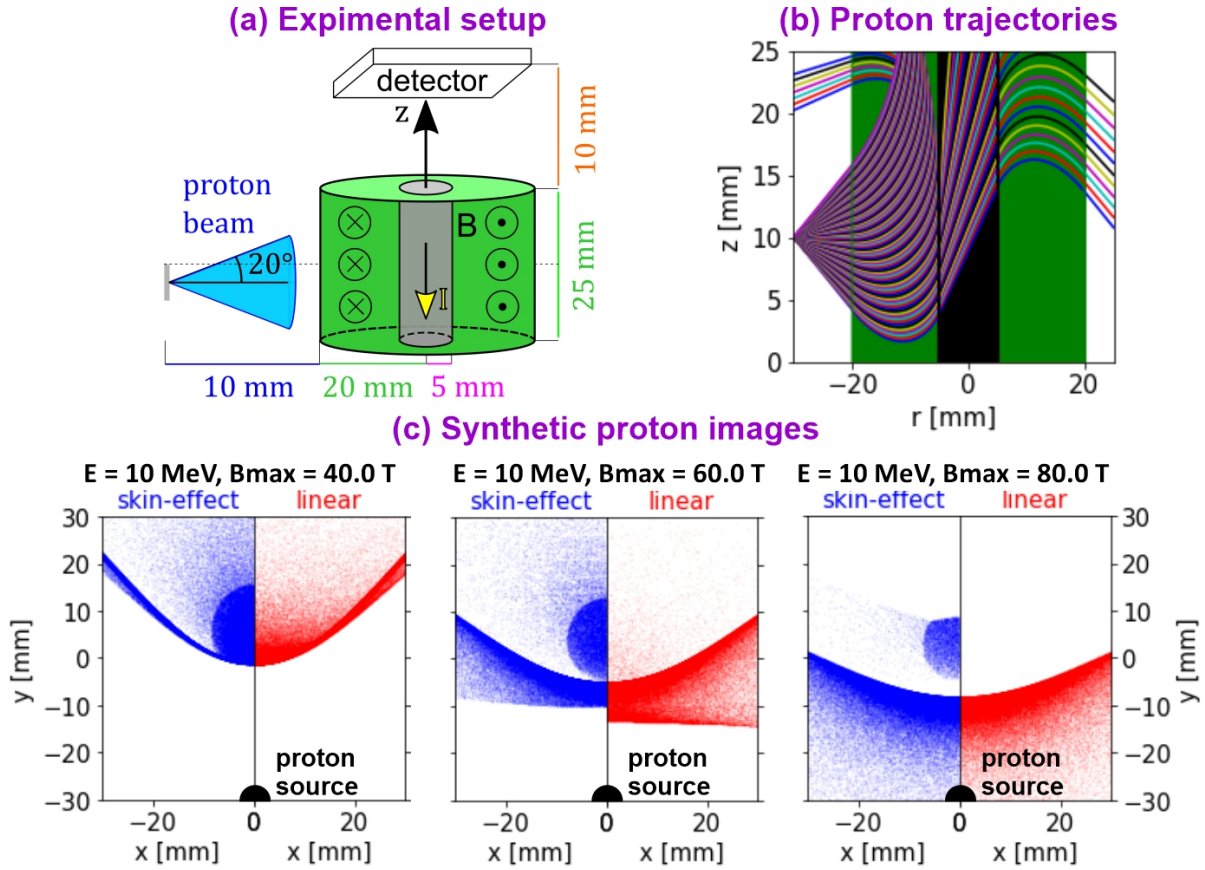 (a) Expimental setup
detector
z
10 mm
proton
beam
20°
B
I
25 mm
10 mm
20 mm
5 mm
(b) Proton trajectories
25
20
15
10
5
0
z [mm]
−20
0
20
r [mm]
(c) Synthetic proton images
E = 10 MeV, Bmax = 40.0 T
skin-effect
linear
30
20
10
0
−10
−20
−30
y [mm]
proton
source
−20
0
20
x [mm]
x [mm]
E = 10 MeV, Bmax = 60.0 T
skin-effect
linear
proton
source
−20
0
20
x [mm]
x [mm]
E = 10 MeV, Bmax = 80.0 T
skin-effect
linear
30
20
10
0
−10
−20
−30
y [mm]
proton
source
−20
0
20
x [mm]
x [mm]